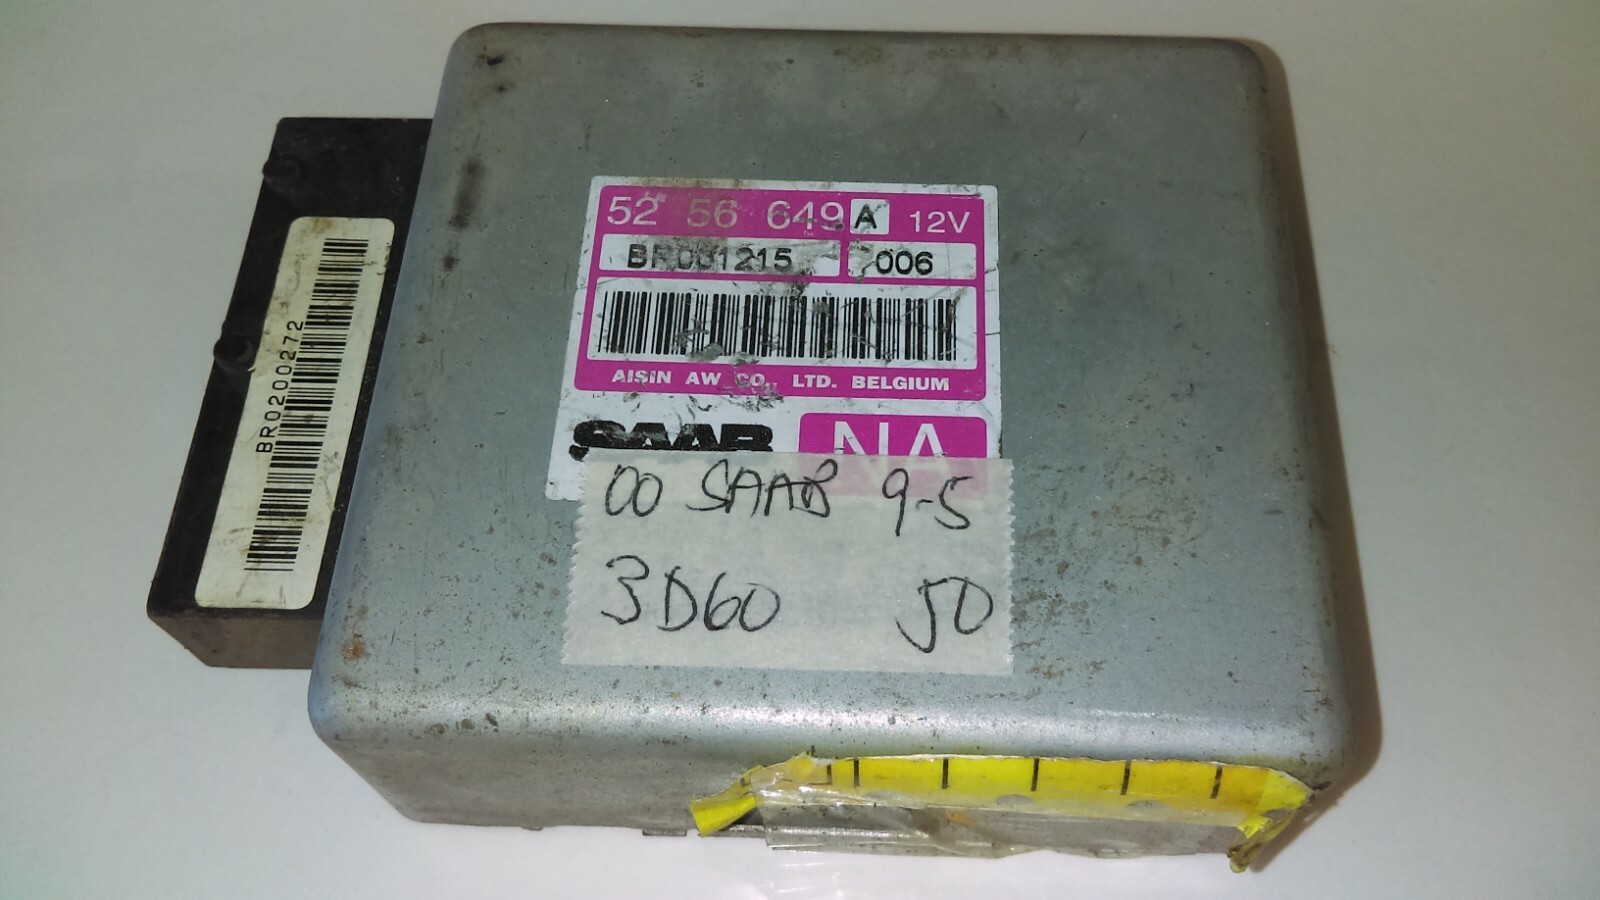 52 56 649 A 12V
BR001215 006
AISIN AW CO., LTD. BELGIUM
SAAB NA
00 SAAB 9-5
3D60 50
BR0200272